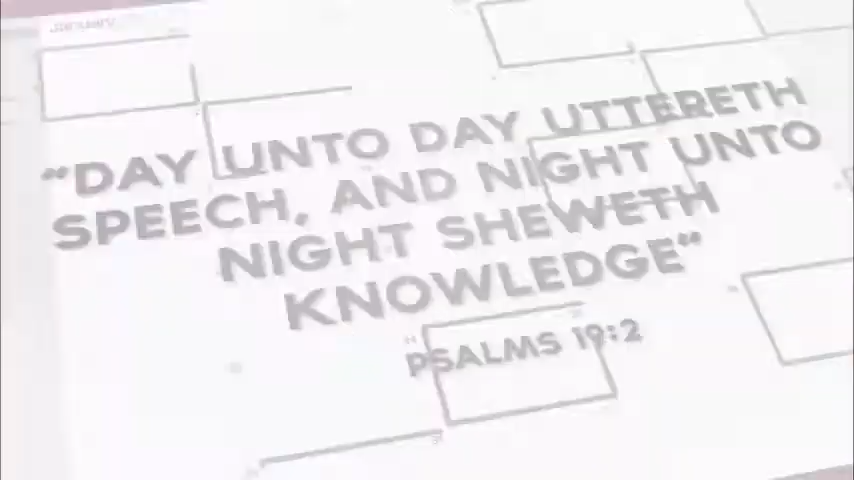 “DAY UNTO DAY UTTERETH
SPEECH, AND NIGHT UNTO
NIGHT SHEWETH
KNOWLEDGE”
PSALMS 19:2